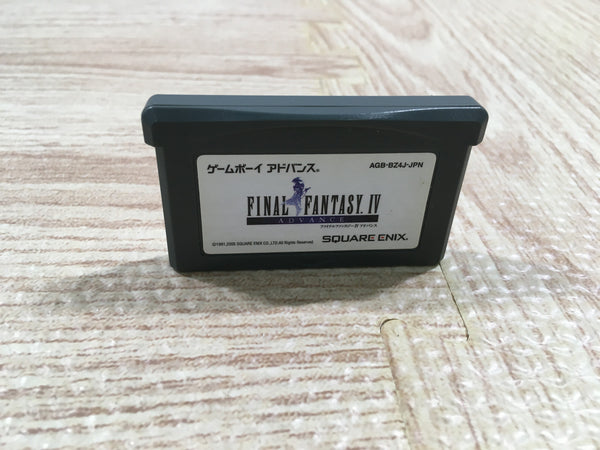 ゲームボーイ アドバンス®
AGB-BZ4J-JPN
FINAL FANTASY. IV
ADVANCE
ファイナルファンタジーIV アドバンス
©1991,2005 SQUARE ENIX CO.,LTD.All Rights Reserved.
SQUARE ENIX.